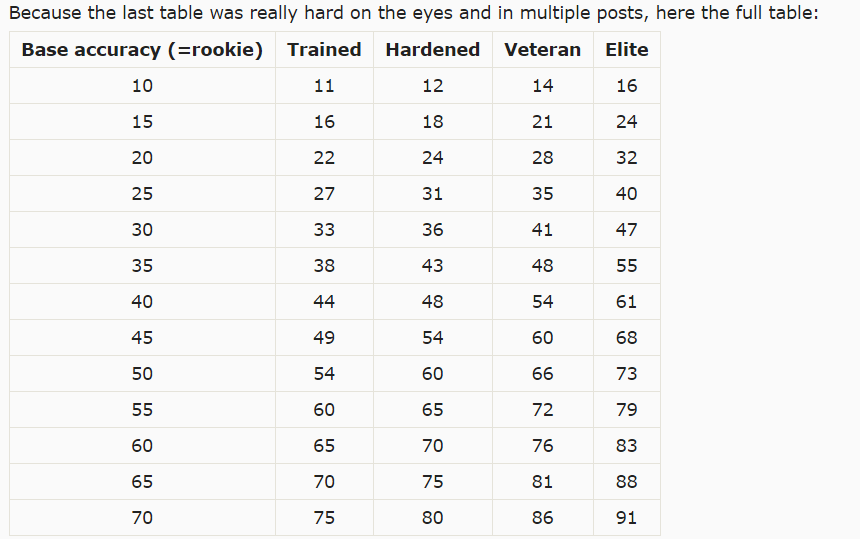 Because the last table was really hard on the eyes and in multiple posts, here the full table:
Base accuracy (=rookie) Trained Hardened Veteran Elite
10 11 12 14 16
15 16 18 21 24
20 22 24 28 32
25 27 31 35 40
30 33 36 41 47
35 38 43 48 55
40 44 48 54 61
45 49 54 60 68
50 54 60 66 73
55 60 65 72 79
60 65 70 76 83
65 70 75 81 88
70 75 80 86 91